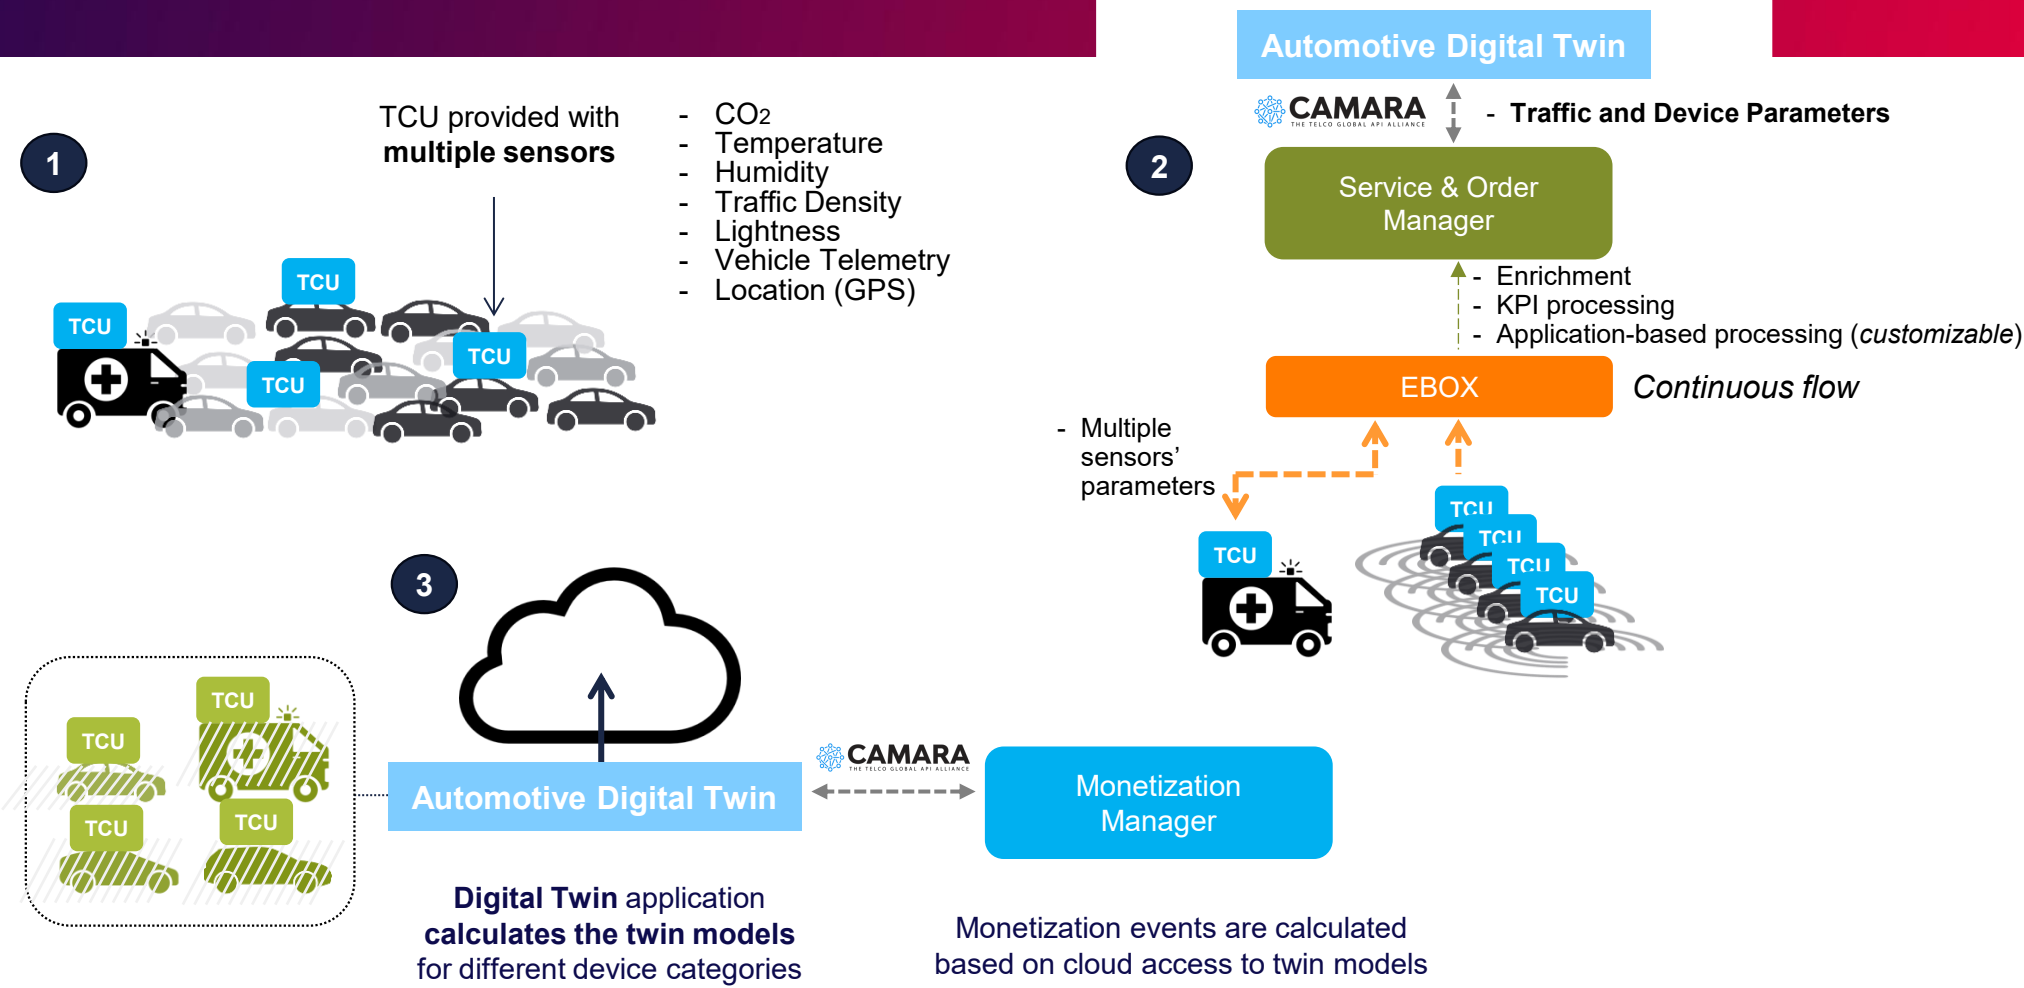 Automotive Digital Twin
CAMARA
THE TELCO GLOBAL API ALLIANCE
- Traffic and Device Parameters
1
TCU provided with
multiple sensors
- CO2
- Temperature
- Humidity
- Traffic Density
- Lightness
- Vehicle Telemetry
- Location (GPS)
TCU
TCU
TCU
TCU
2
Service & Order
Manager
- Enrichment
- KPI processing
- Application-based processing (customizable)
EBOX
Continuous flow
- Multiple
sensors’
parameters
TCU
TCU
TCU
TCU
TCU
3
TCU
TCU
TCU
TCU
Automotive Digital Twin
CAMARA
THE TELCO GLOBAL API ALLIANCE
Monetization
Manager
Digital Twin application
calculates the twin models
for different device categories
Monetization events are calculated
based on cloud access to twin models